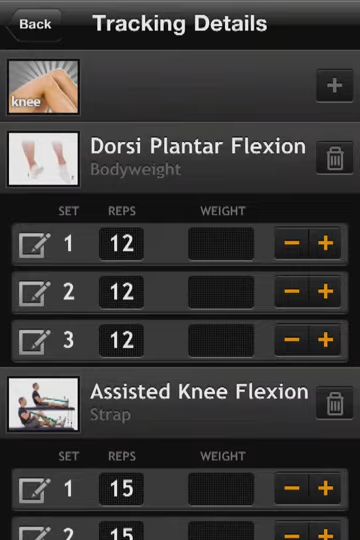 Back
Tracking Details
knee
Dorsi Plantar Flexion
Bodyweight
SET REPS WEIGHT
1 12
2 12
3 12
Assisted Knee Flexion
Strap
SET REPS WEIGHT
1 15
2 15